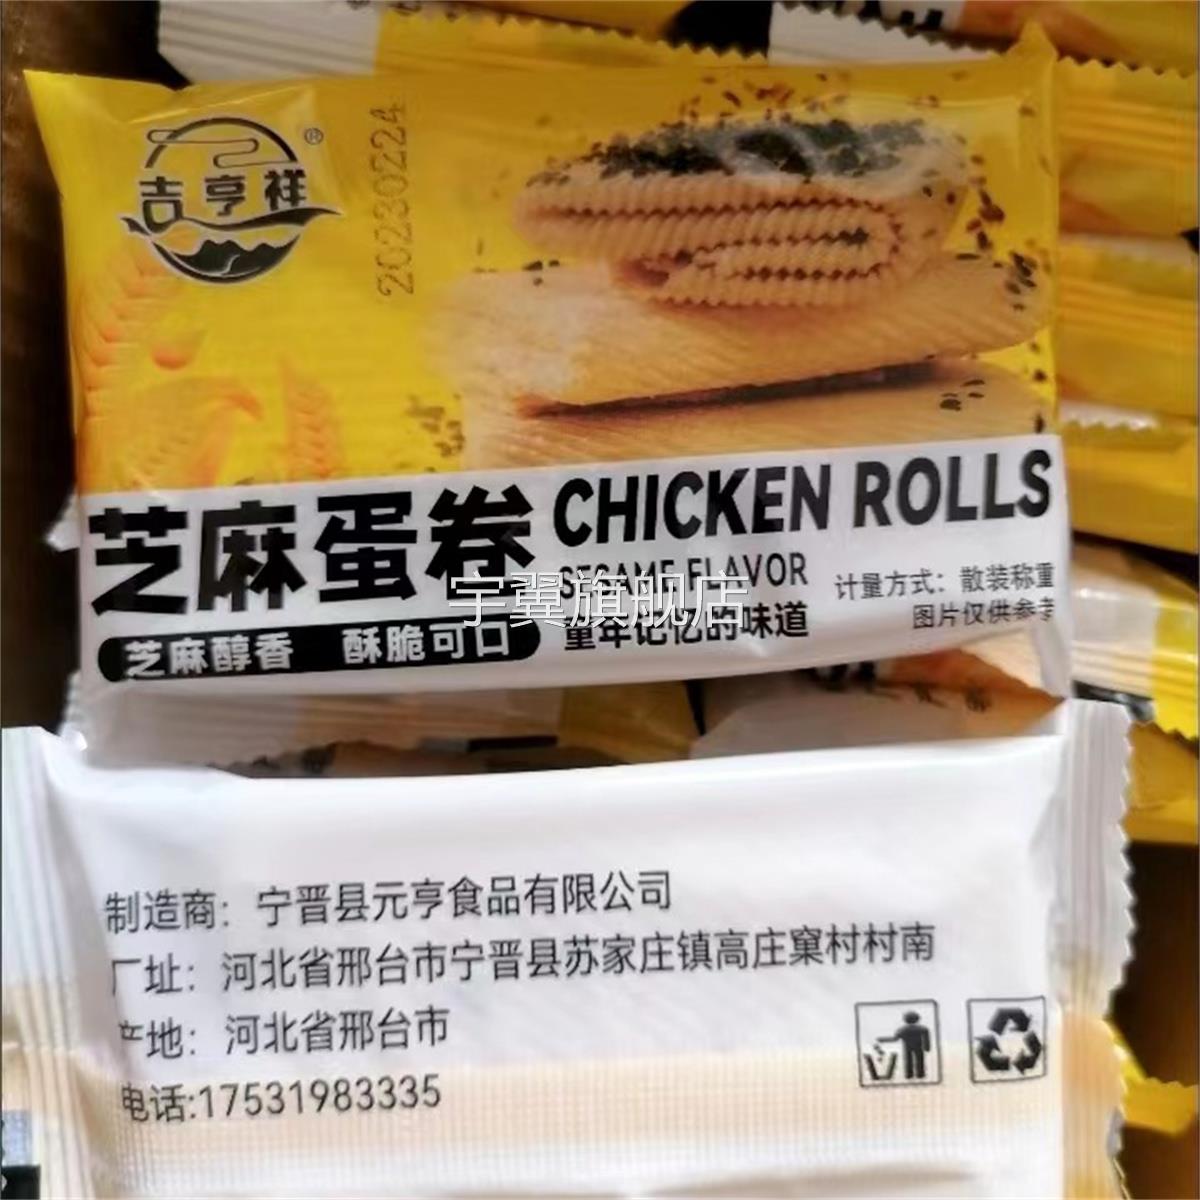 吉亨祥®
20230224
芝麻蛋卷
CHICKEN ROLLS
SESAME FLAVOR
计量方式：散装称重
童年记忆的味道
图片仅供参考
芝麻醇香 酥脆可口
宇翼旗舰店
制造商：宁晋县元亨食品有限公司
厂址：河北省邢台市宁晋县苏家庄镇高庄窠村村南
产地：河北省邢台市
电话:17531983335